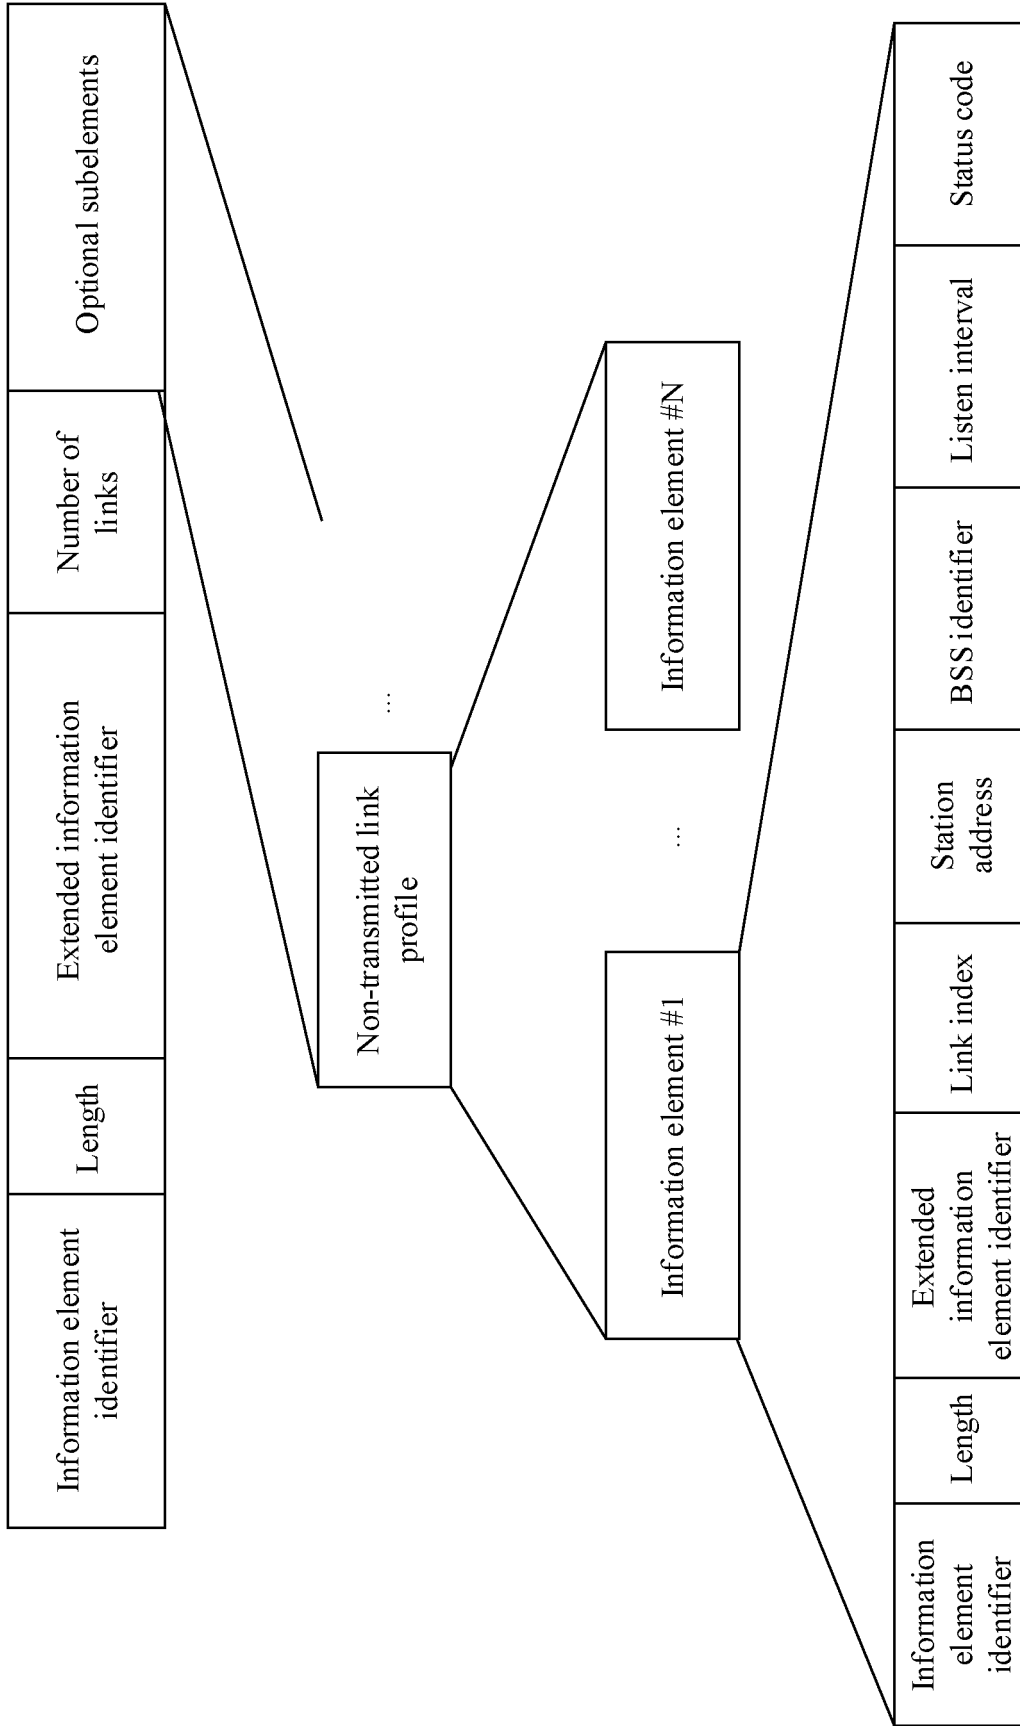 Information element
identifier
Length
Extended information
element identifier
Number of
links
Optional subelements
Non-transmitted link
profile
...
Information element #1
...
Information element #N
Information
element
identifier
Length
Extended
information
element identifier
Link index
Station
address
BSS identifier
Listen interval
Status code